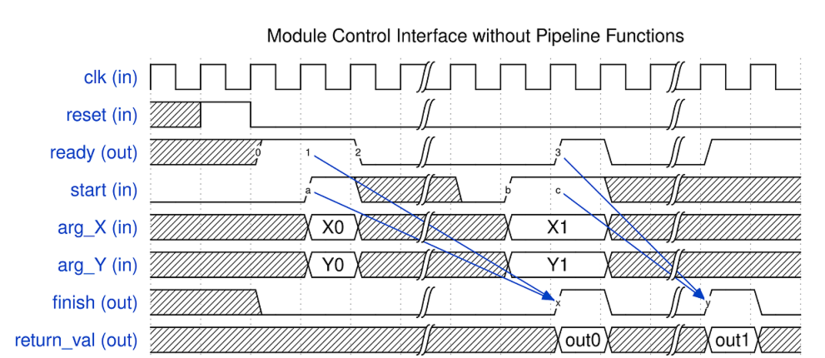 Module Control Interface without Pipeline Functions
clk (in)
reset (in)
ready (out) 0 1 2 3
start (in) a b c
arg_X (in) X0 X1
arg_Y (in) Y0 Y1
finish (out) x y
return_val (out) out0 out1